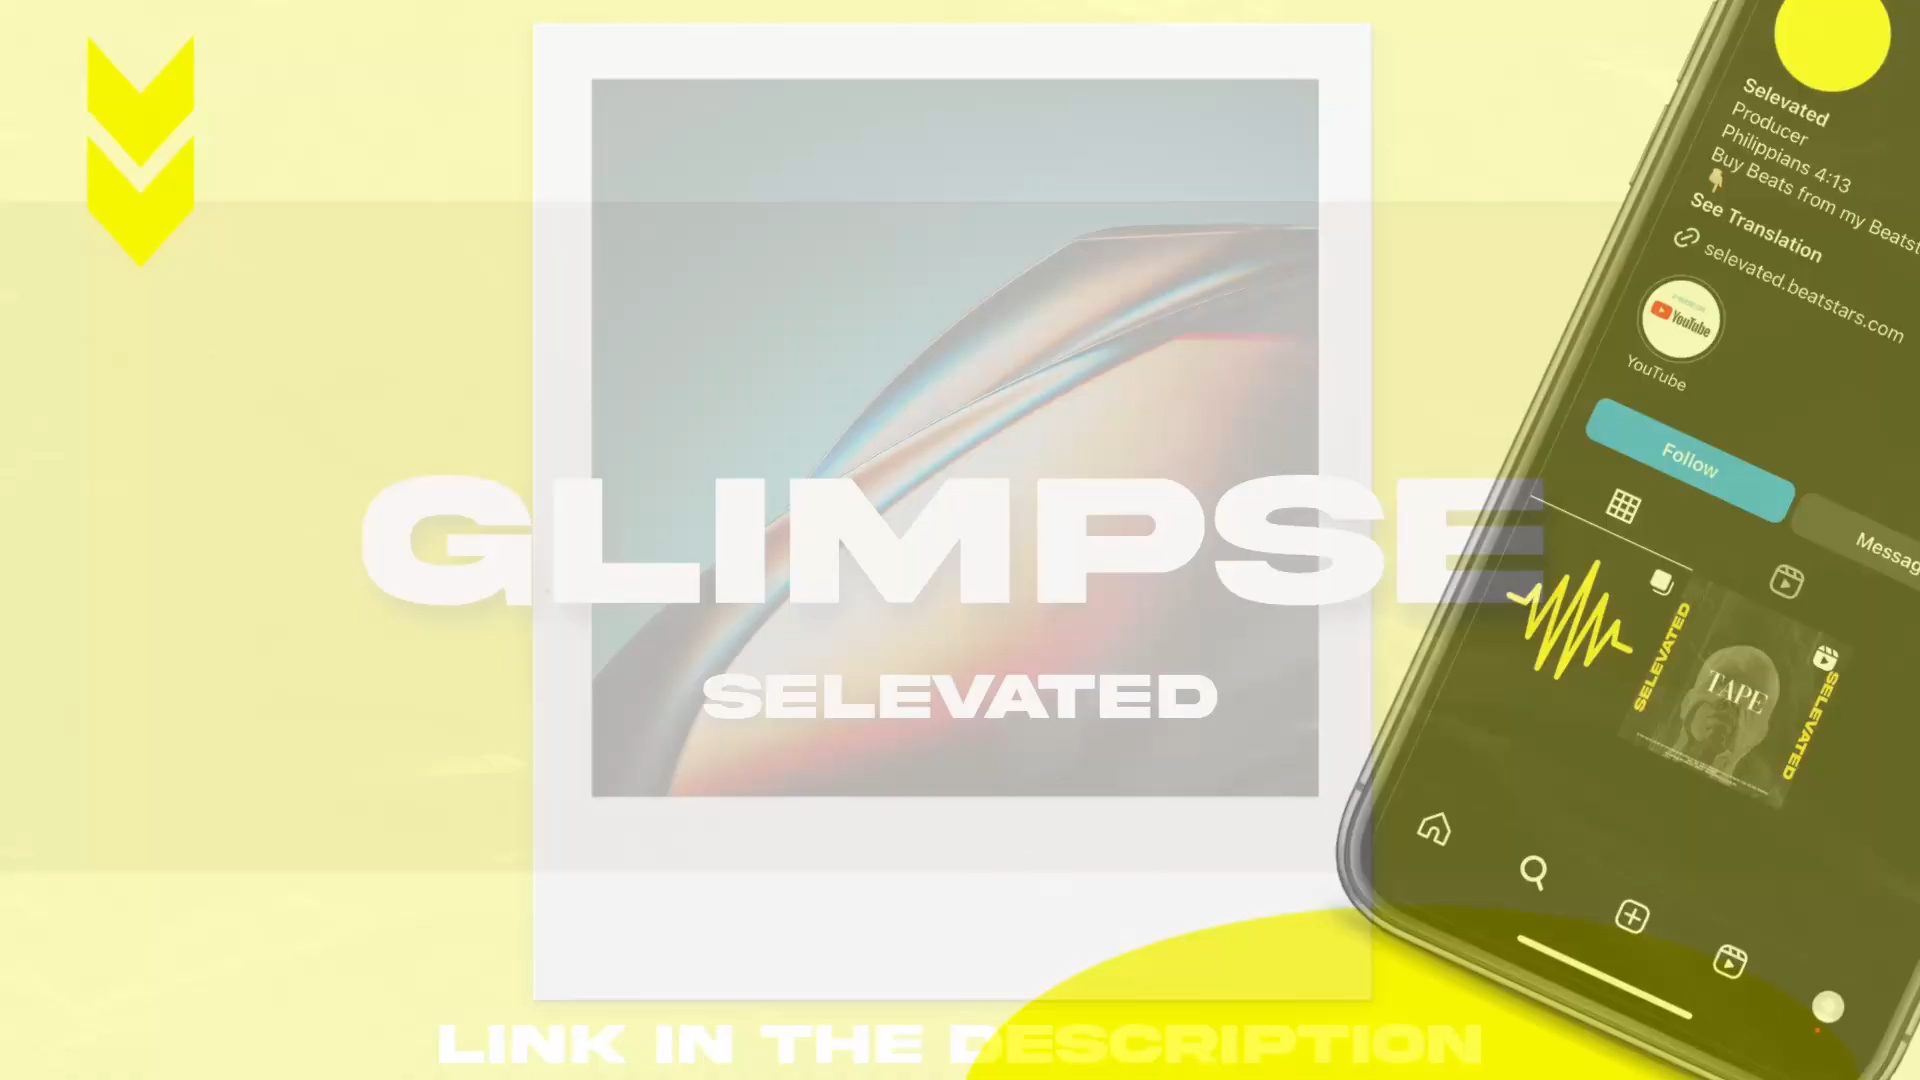 GLIMPSE
SELEVATED
LINK IN THE DESCRIPTION
Selevated
Producer
Philippians 4:13
Buy Beats from my Beatst
See Translation
selevated.beatstars.com
YouTube
YouTube
Follow
Messag
SELEVATED
TAPE
SELEVATED